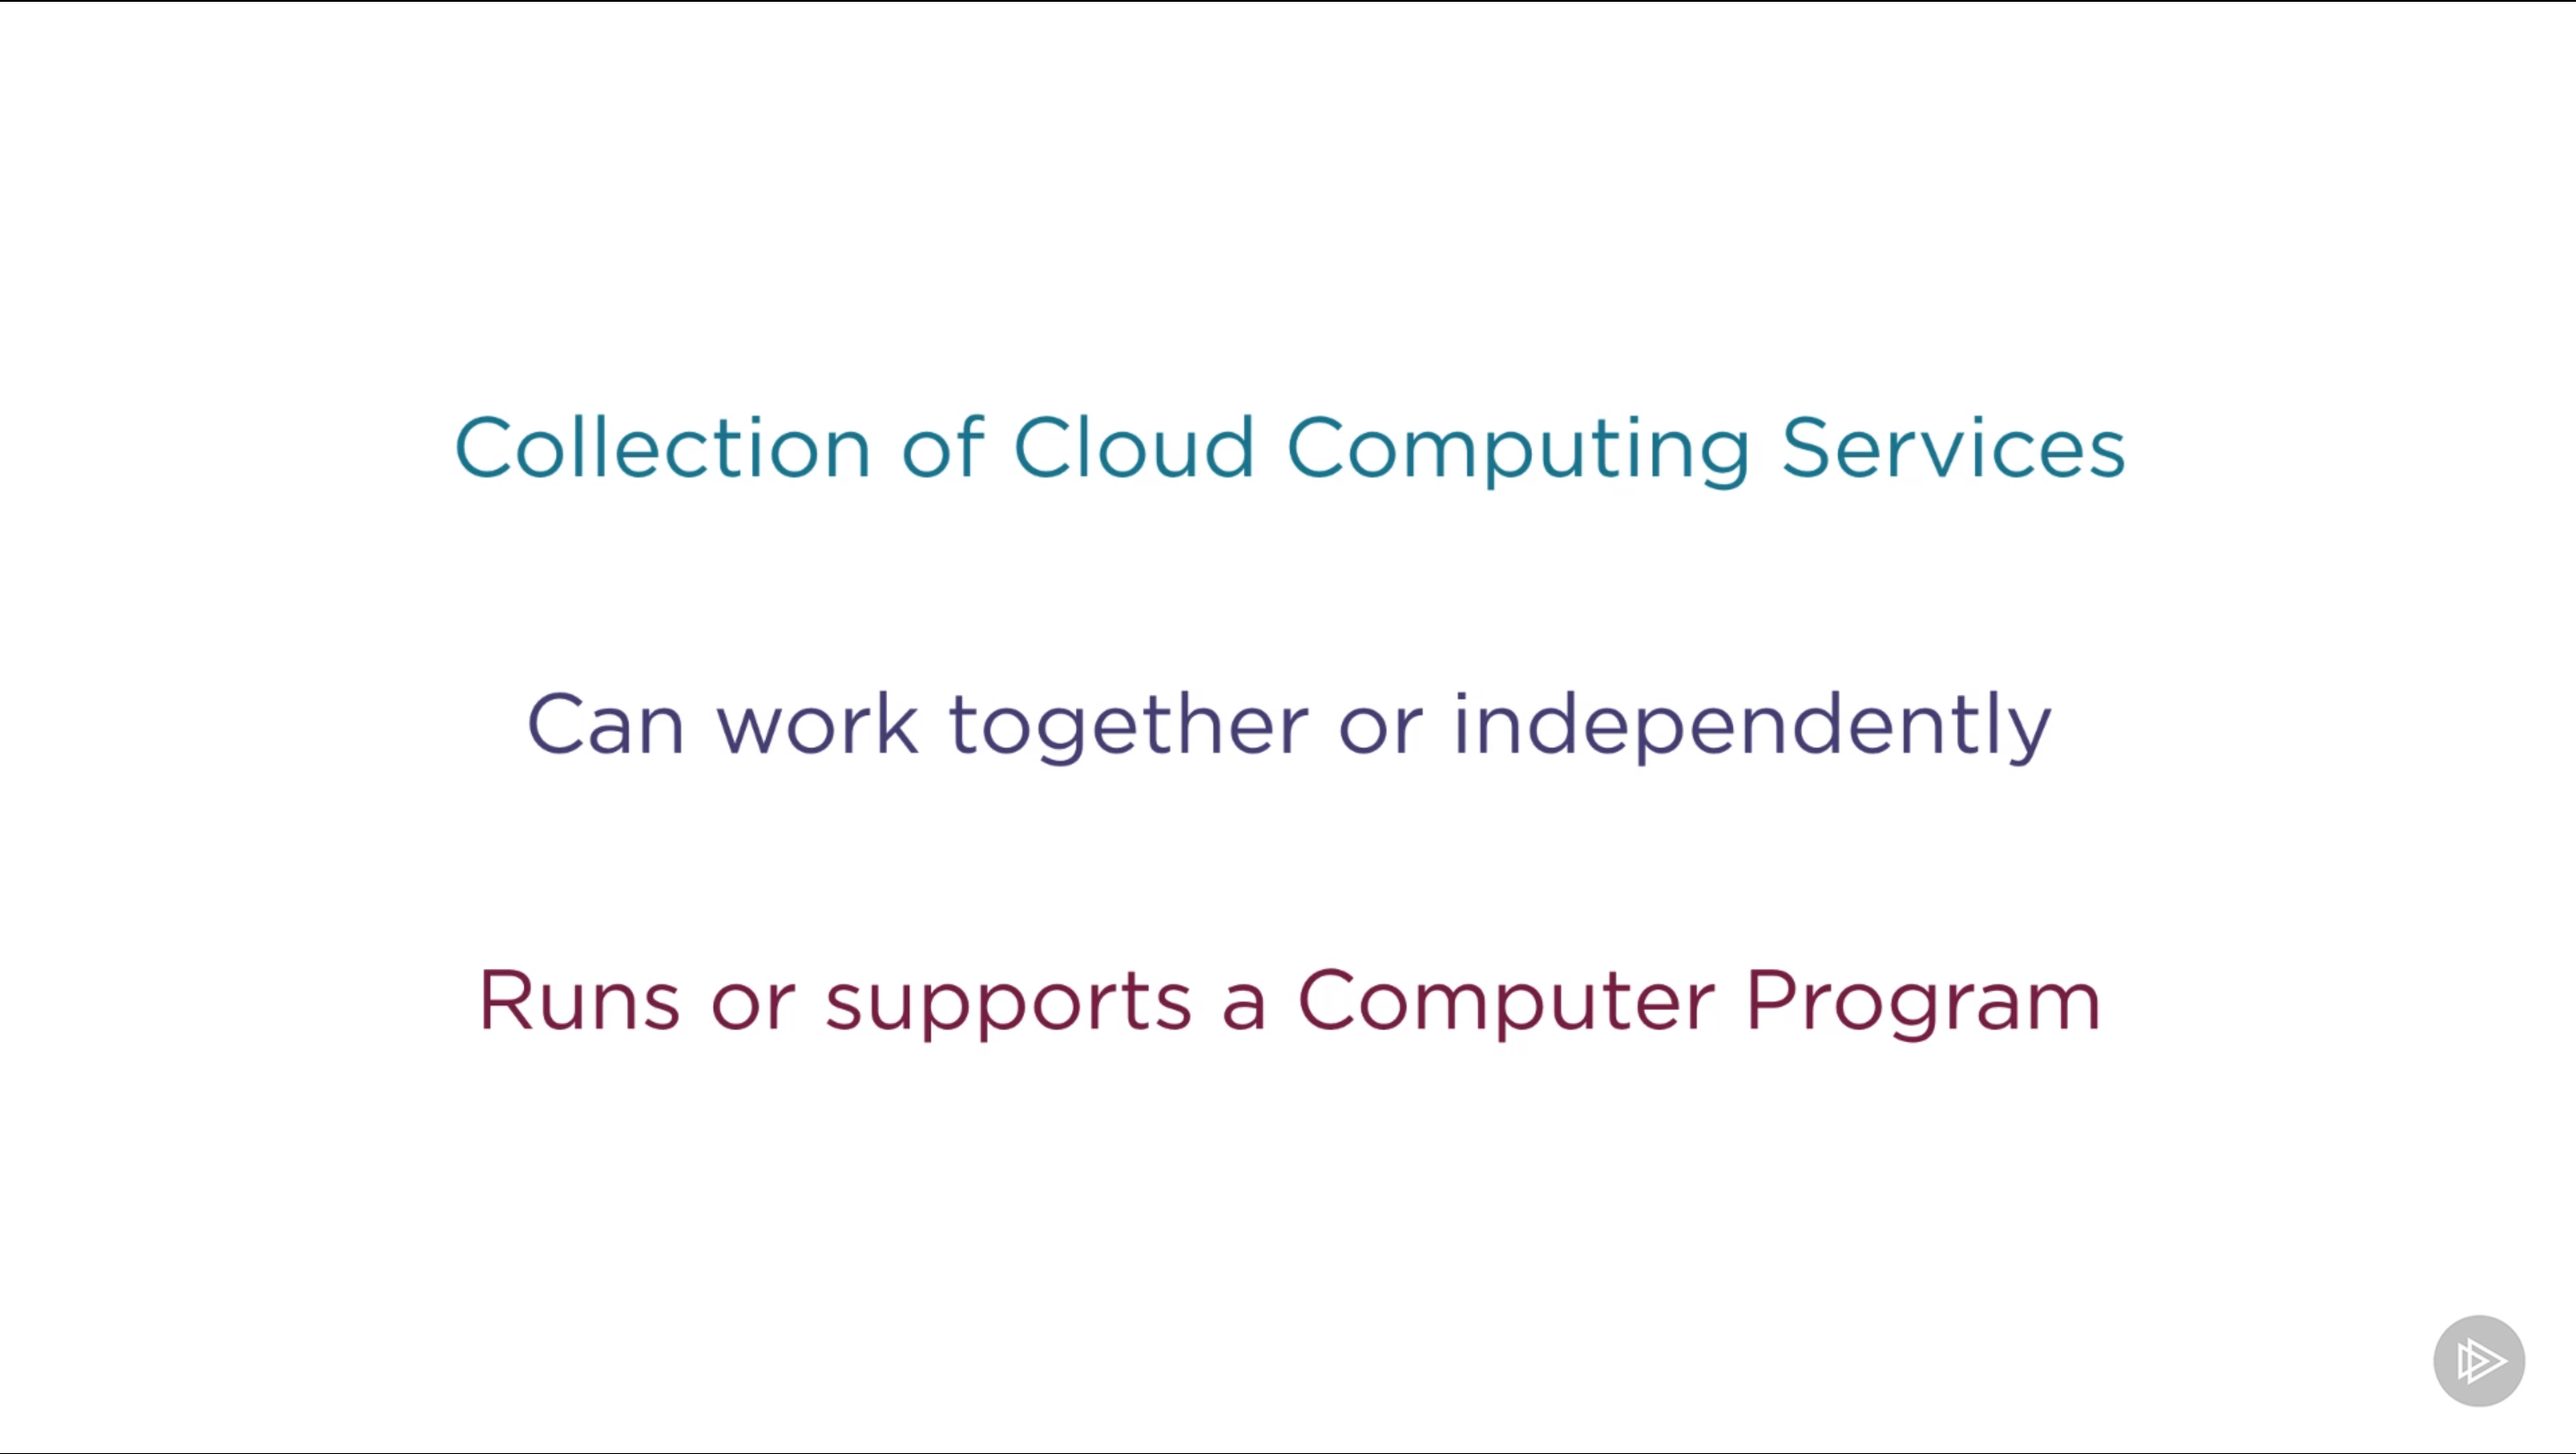 Collection of Cloud Computing Services
Can work together or independently
Runs or supports a Computer Program